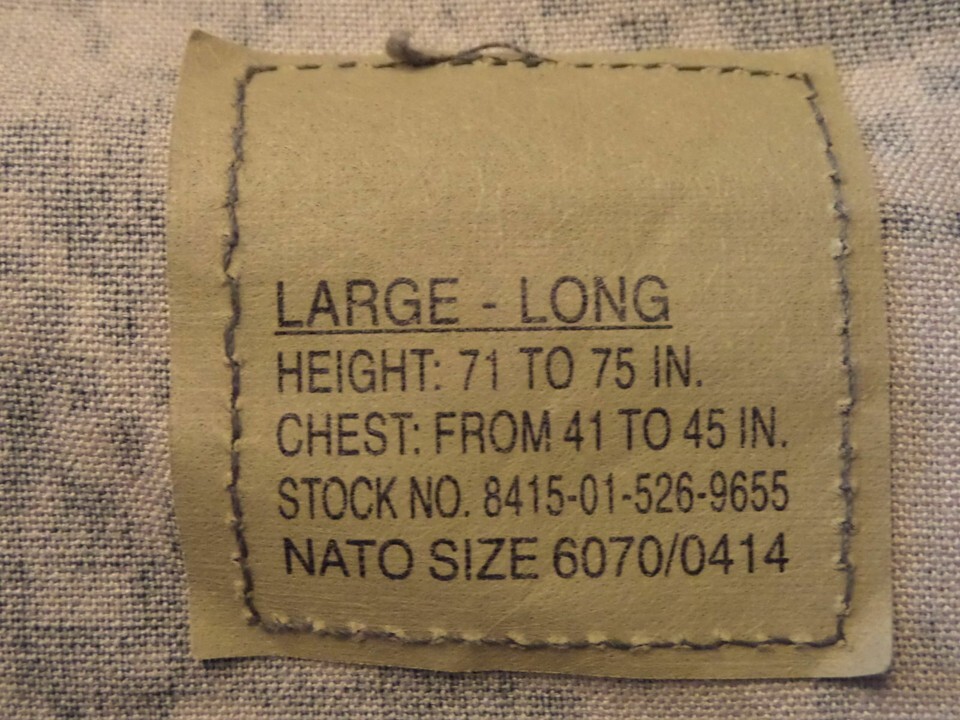 LARGE - LONG
HEIGHT: 71 TO 75 IN.
CHEST: FROM 41 TO 45 IN.
STOCK NO. 8415-01-526-9655
NATO SIZE 6070/0414